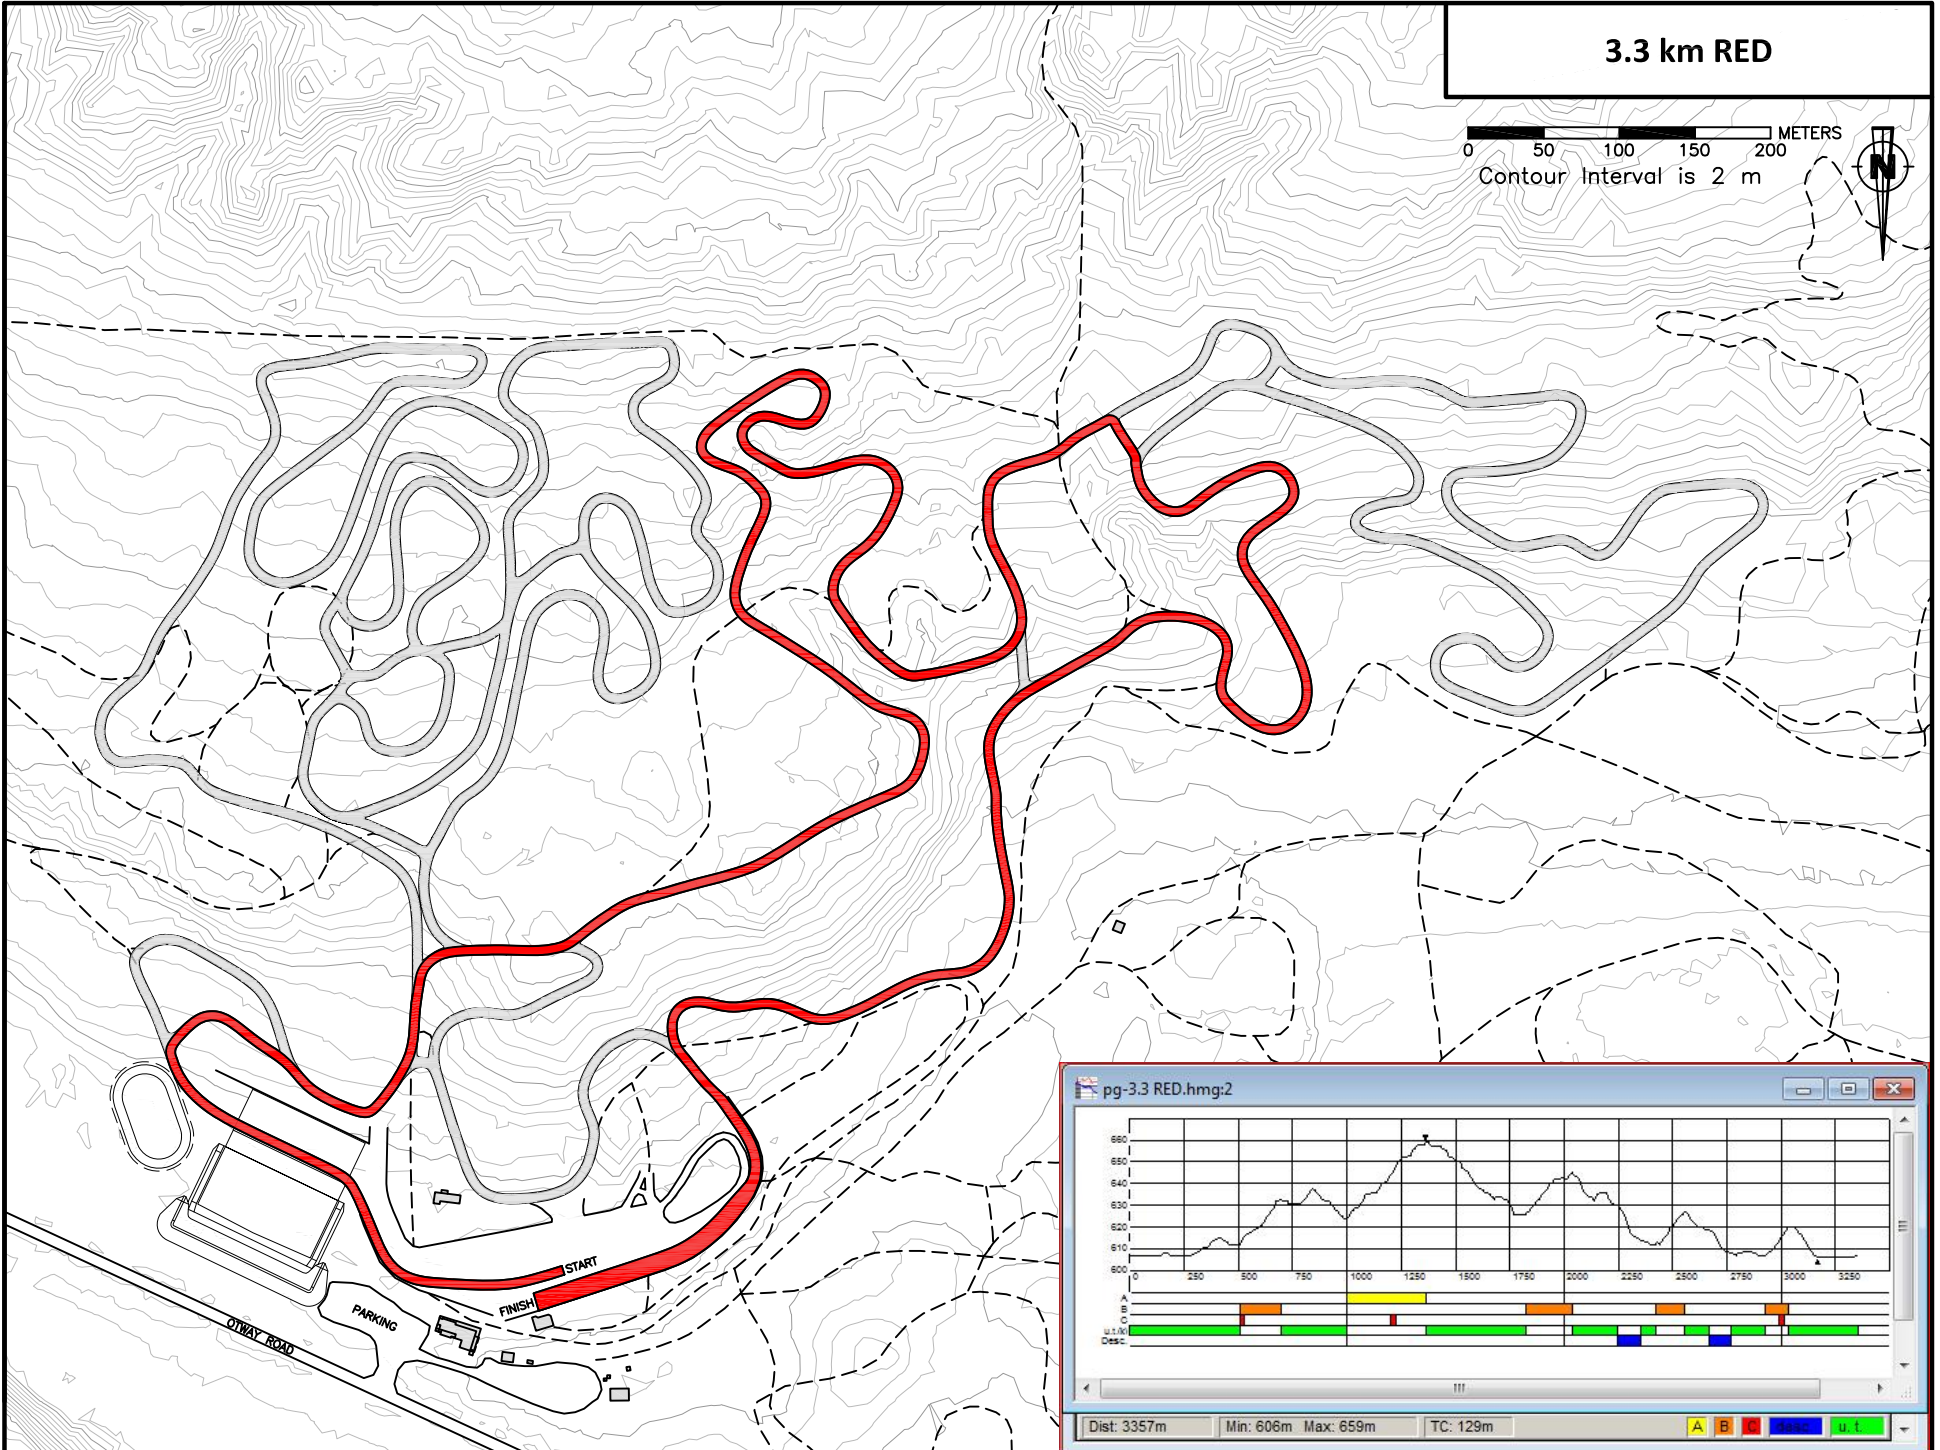 3.3 km RED
METERS
0 50 100 150 200
Contour Interval is 2 m
N
START
FINISH
PARKING
OTWAY ROAD
pg-3.3 RED.hmg:2
660
650
640
630
620
610
600
0 250 500 750 1000 1250 1500 1750 2000 2250 2500 2750 3000 3250
A
B
C
u.t/k
Desc.
Dist: 3357m Min: 606m Max: 659m TC: 129m A B C desc. u. t.